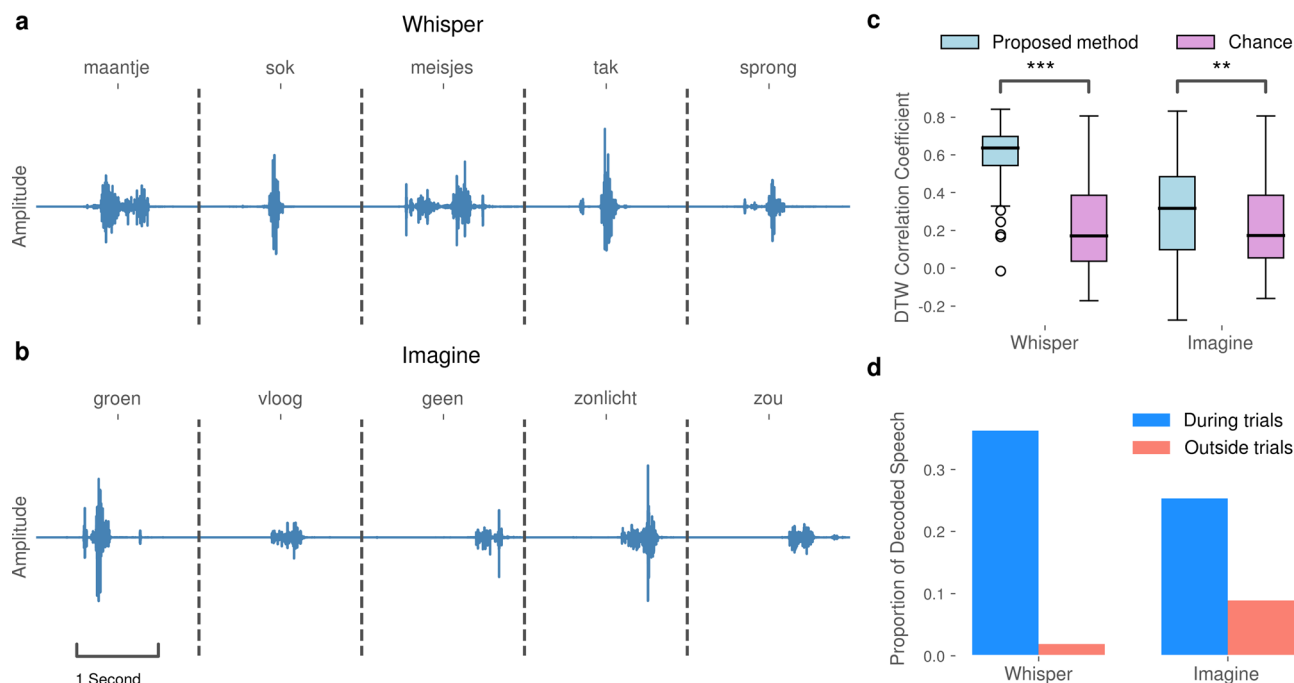 a
Whisper
maantje sok meisjes tak sprong
Amplitude
b
Imagine
groen vloog geen zonlicht zou
Amplitude
1 Second
c
Proposed method Chance
*** **
DTW Correlation Coefficient
0.8
0.6
0.4
0.2
0.0
-0.2
Whisper Imagine
d
During trials
Outside trials
Proportion of Decoded Speech
0.3
0.2
0.1
0.0
Whisper Imagine